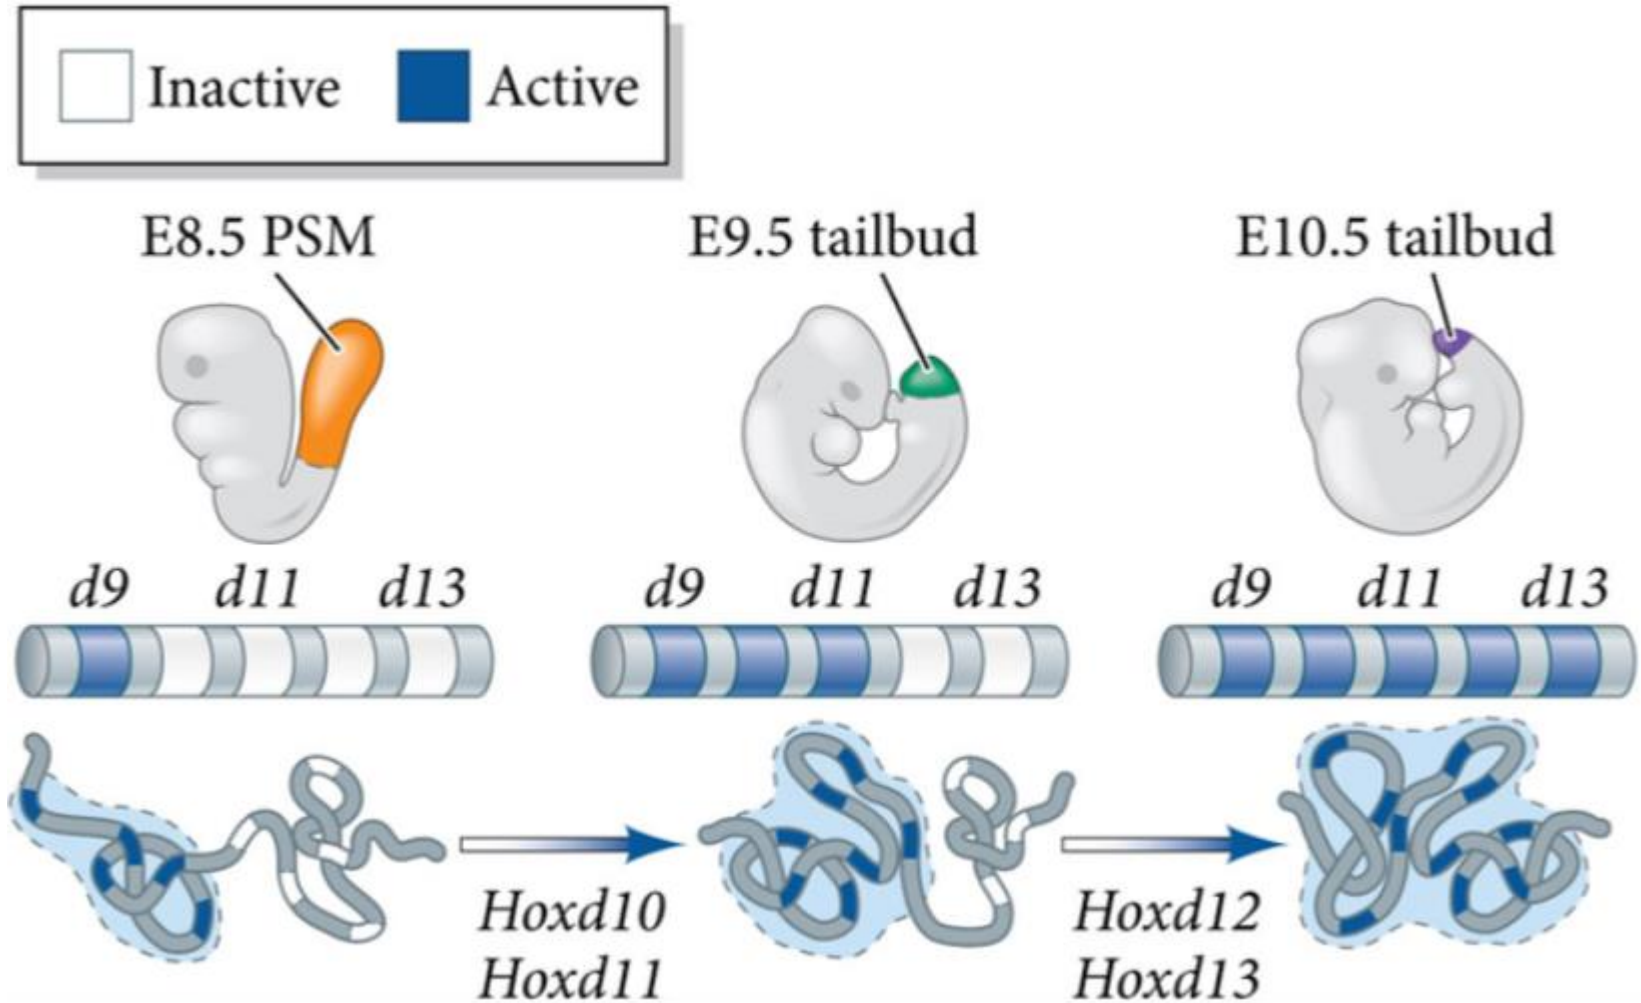 Inactive Active
E8.5 PSM E9.5 tailbud E10.5 tailbud
d9 d11 d13 d9 d11 d13 d9 d11 d13
Hoxd10 Hoxd12
Hoxd11 Hoxd13